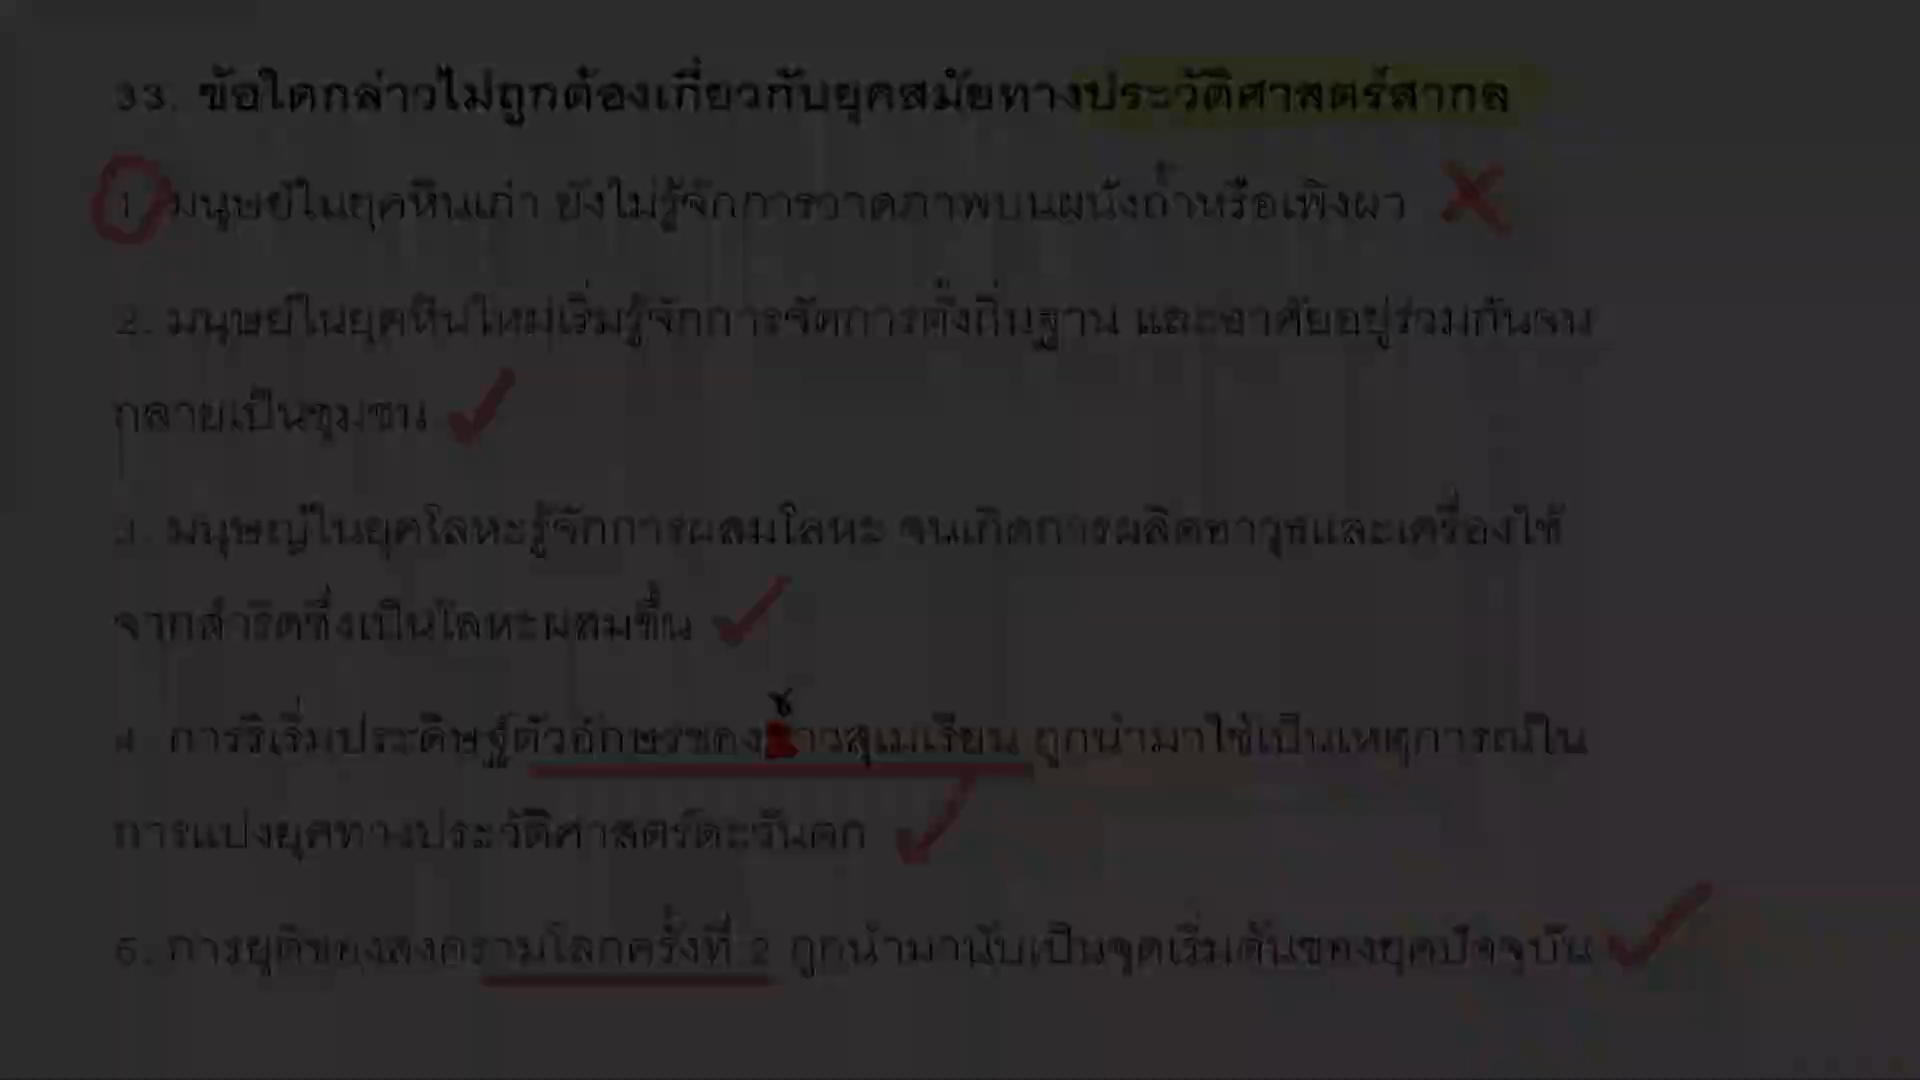 33. ข้อใดกล่าวไม่ถูกต้องเกี่ยวกับยุคสมัยทางประวัติศาสตร์สากล
1. มนุษย์ในยุคหินเก่า ยังไม่รู้จักการวาดภาพบนผนังถ้ำหรือเพิงผา
2. มนุษย์ในยุคหินใหม่เริ่มรู้จักการจัดการตั้งถิ่นฐาน และอาศัยอยู่ร่วมกันจน
กลายเป็นชุมชน
3. มนุษย์ในยุคโลหะรู้จักการผสมโลหะ จนเกิดการผลิตอาวุธและเครื่องใช้
จากสำริดซึ่งเป็นโลหะผสมขึ้น
4. การริเริ่มประดิษฐ์ตัวอักษรของชาวสุเมเรียน ถูกนำมาใช้เป็นเหตุการณ์ใน
การแบ่งยุคทางประวัติศาสตร์ตะวันตก
5. การยุติของสงครามโลกครั้งที่ 2 ถูกนำมานับเป็นจุดเริ่มต้นของยุคปัจจุบัน